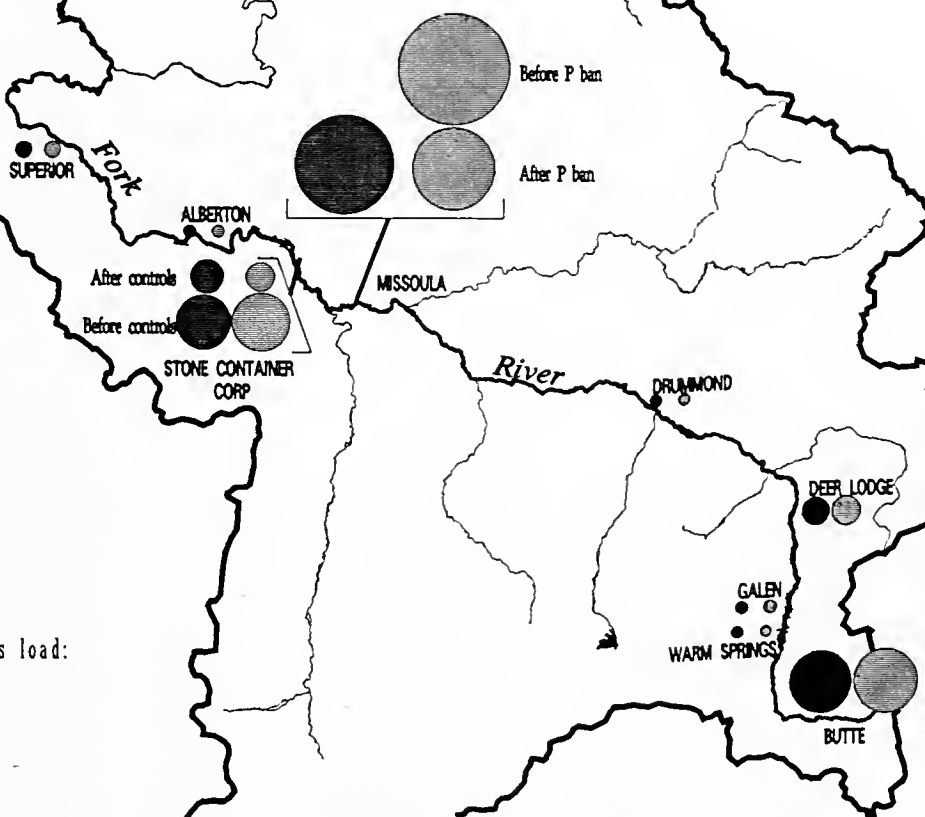 Before P ban
After P ban
SUPERIOR
Fork
ALBERTON
After controls
Before controls
STONE CONTAINER
CORP
MISSOULA
River
DRUMMOND
DEER LODGE
GALEN
WARM SPRINGS
s load:
BUTTE